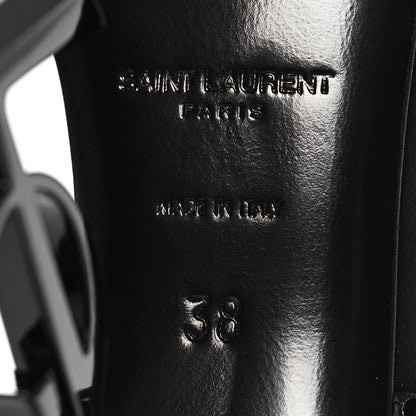 SAINT LAURENT
PARIS
MADE IN ITALY
38